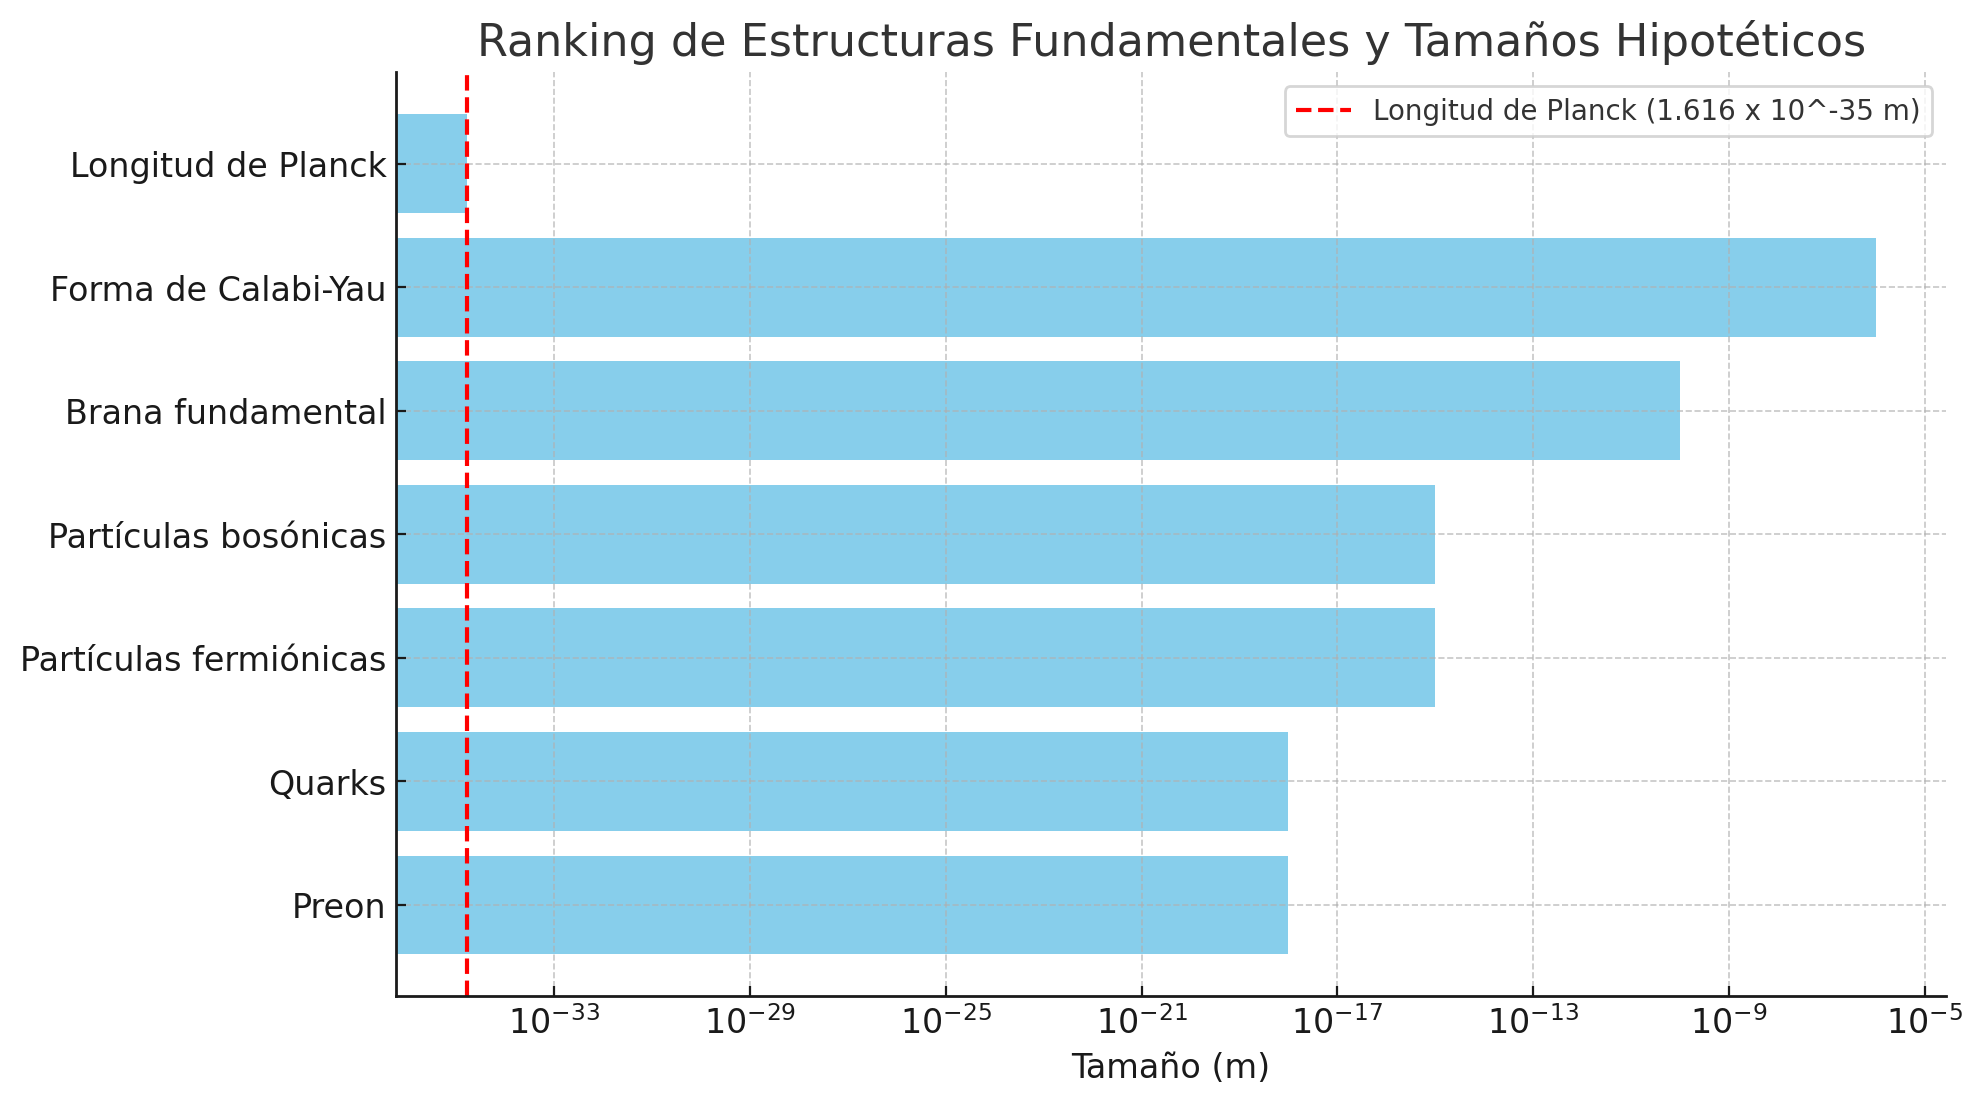 Ranking de Estructuras Fundamentales y Tamaños Hipotéticos
Longitud de Planck (1.616 x 10^-35 m)
Longitud de Planck
Forma de Calabi-Yau
Brana fundamental
Partículas bosónicas
Partículas fermiónicas
Quarks
Preon
10⁻³³ 10⁻²⁹ 10⁻²⁵ 10⁻²¹ 10⁻¹⁷ 10⁻¹³ 10⁻⁹ 10⁻⁵
Tamaño (m)